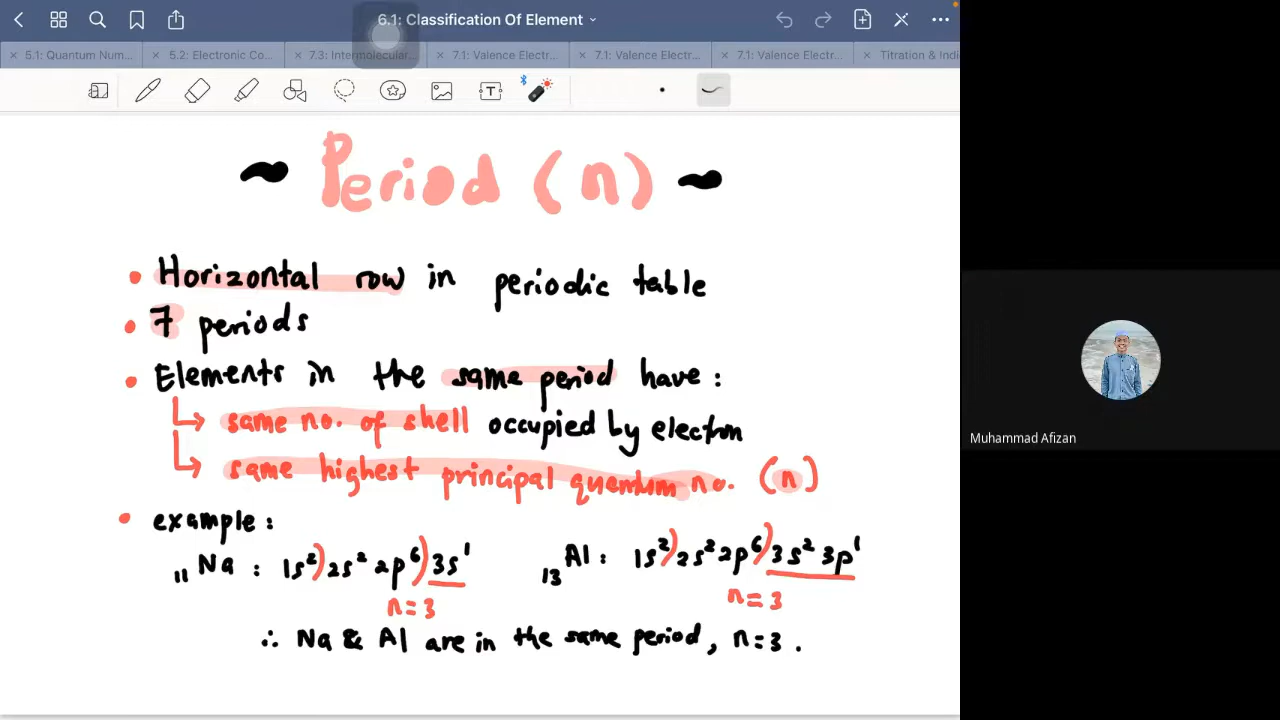 6.1: Classification Of Element
5.1: Quantum Num...
5.2: Electronic Co...
7.3: Intermolecular
7.1: Valence Electr...
7.1: Valence Electr...
7.1: Valence Electr...
Titration & Indi
~ Period (n) ~
• Horizontal row in periodic table
• 7 periods
• Elements in the same period have :
↳ same no. of shell occupied by electron
↳ same highest principal quantum no. (n)
• example :
₁₁Na : 1s²) 2s² 2p⁶) 3s¹
₁₃Al : 1s²) 2s² 2p⁶) 3s² 3p¹
n = 3
n = 3
∴ Na & Al are in the same period, n = 3 .
Muhammad Afizan